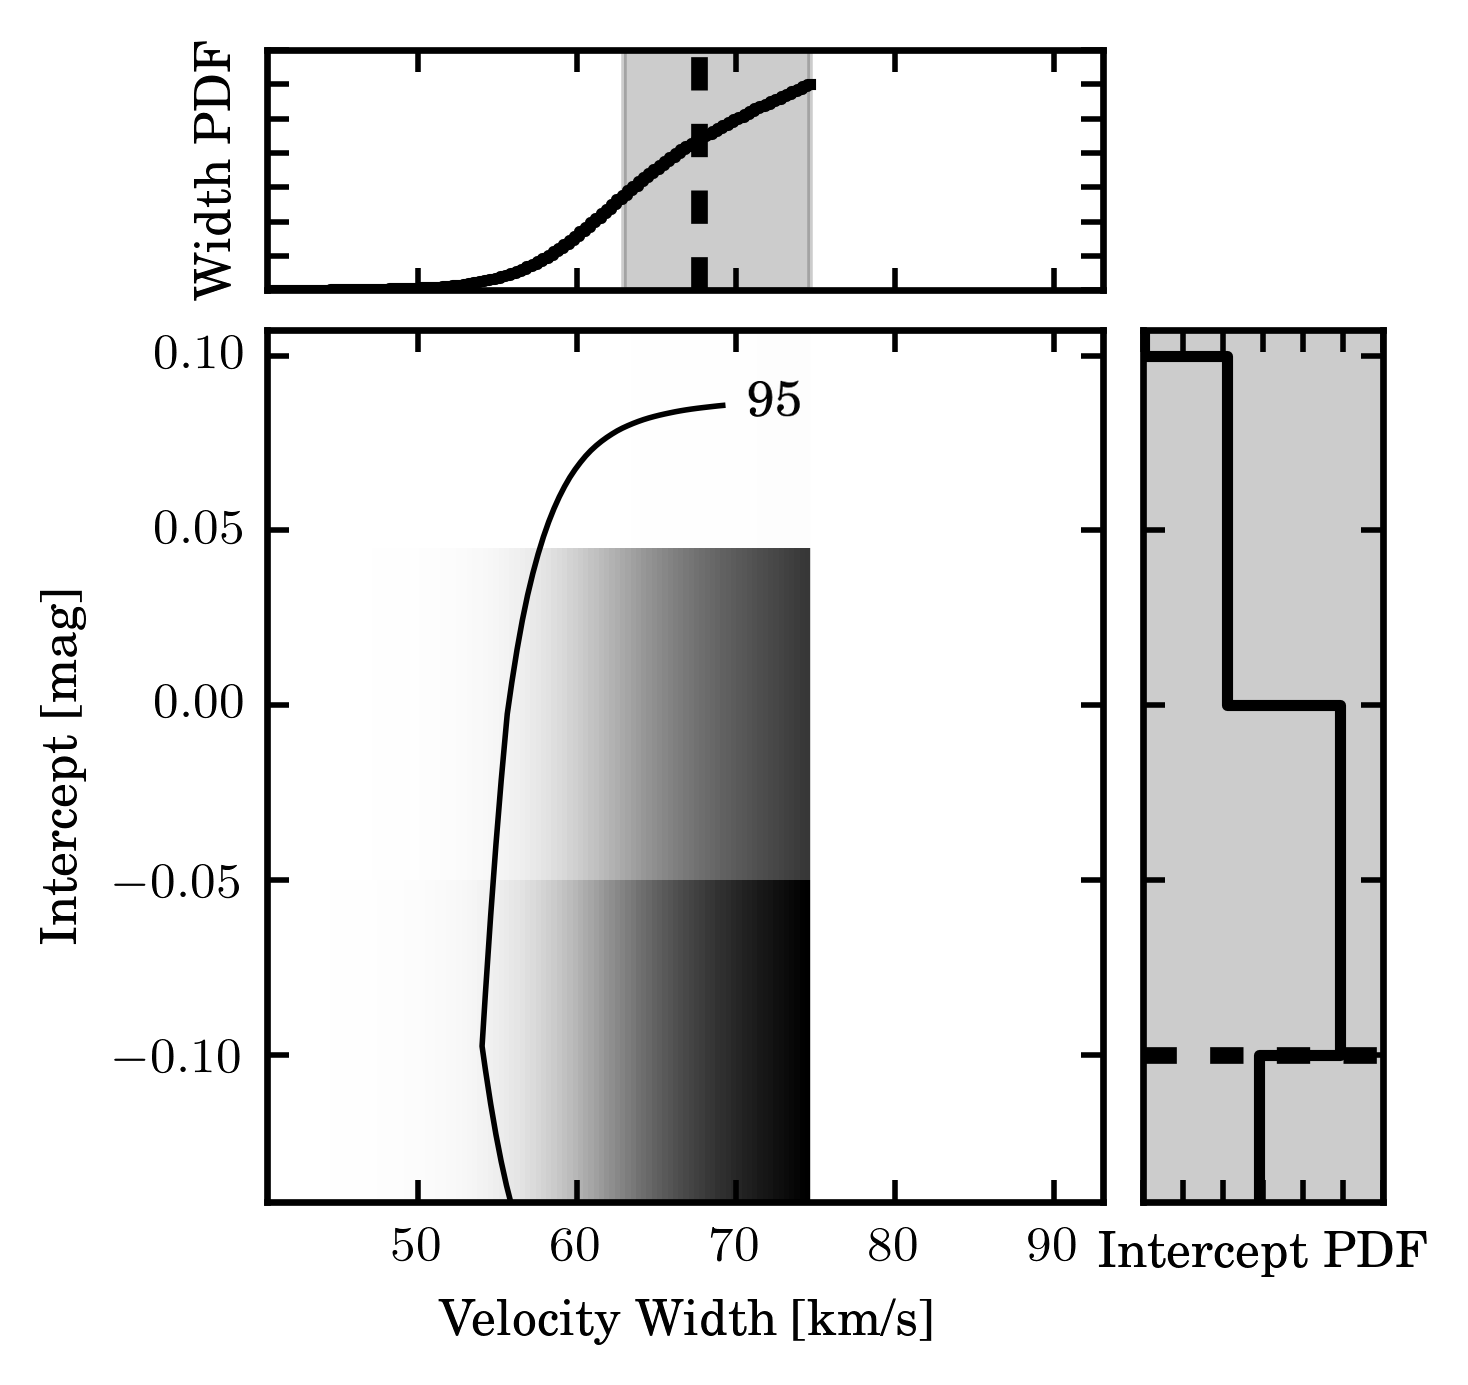 Width PDF
0.10
95
0.05
0.00
−0.05
−0.10
Intercept [mag]
50 60 70 80 90
Intercept PDF
Velocity Width [km/s]